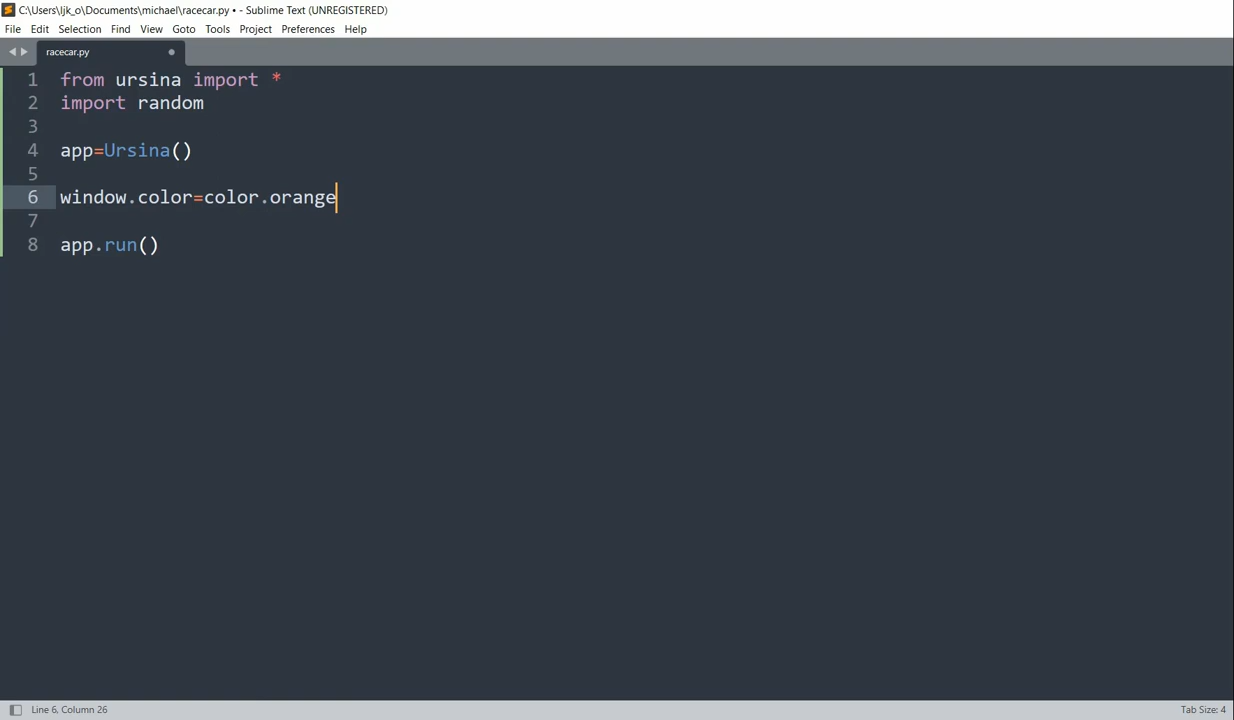 C:\Users\ljk_o\Documents\michael\racecar.py • - Sublime Text (UNREGISTERED)
File Edit Selection Find View Goto Tools Project Preferences Help
racecar.py
1 from ursina import *
2 import random
3
4 app=Ursina()
5
6 window.color=color.orange
7
8 app.run()
Line 6, Column 26 Tab Size: 4